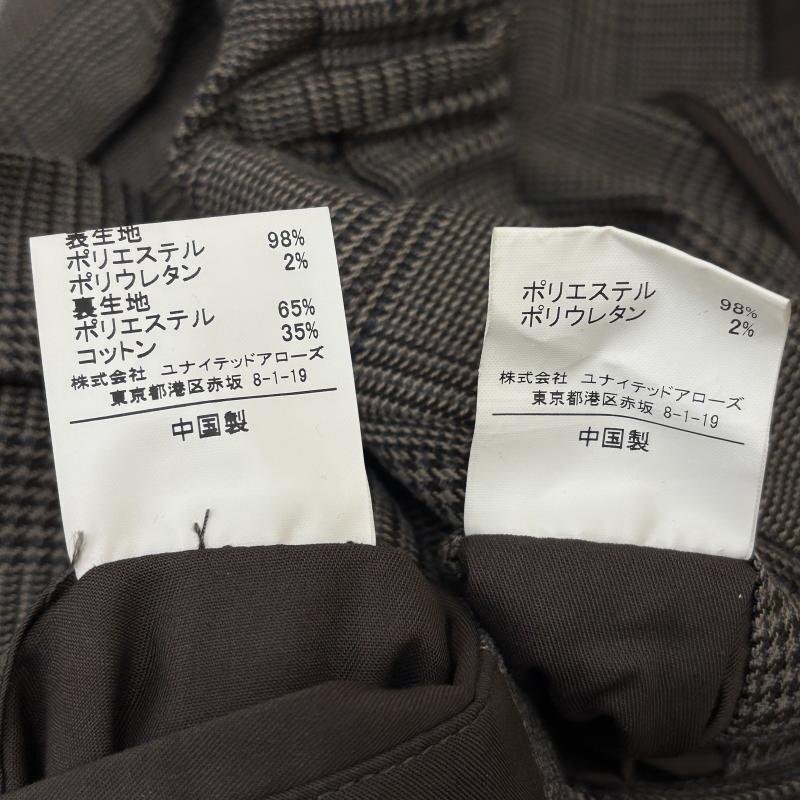 表生地
ポリエステル 98%
ポリウレタン 2%
裏生地
ポリエステル 65%
コットン 35%
株式会社 ユナイテッドアローズ
東京都港区赤坂 8-1-19
中国製
ポリエステル 98%
ポリウレタン 2%
株式会社 ユナイテッドアローズ
東京都港区赤坂 8-1-19
中国製